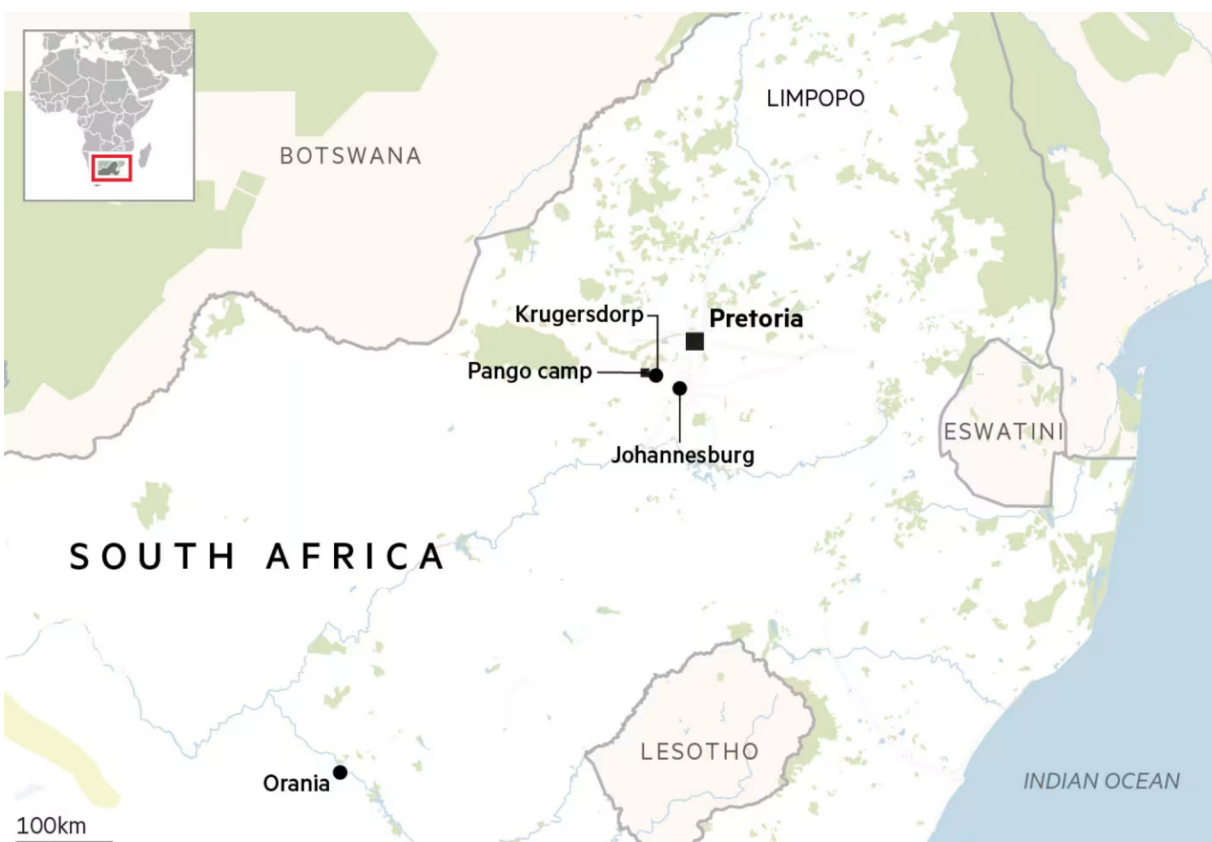 LIMPOPO
BOTSWANA
Krugersdorp
Pretoria
Pango camp
ESWATINI
Johannesburg
SOUTH AFRICA
LESOTHO
Orania
INDIAN OCEAN
100km